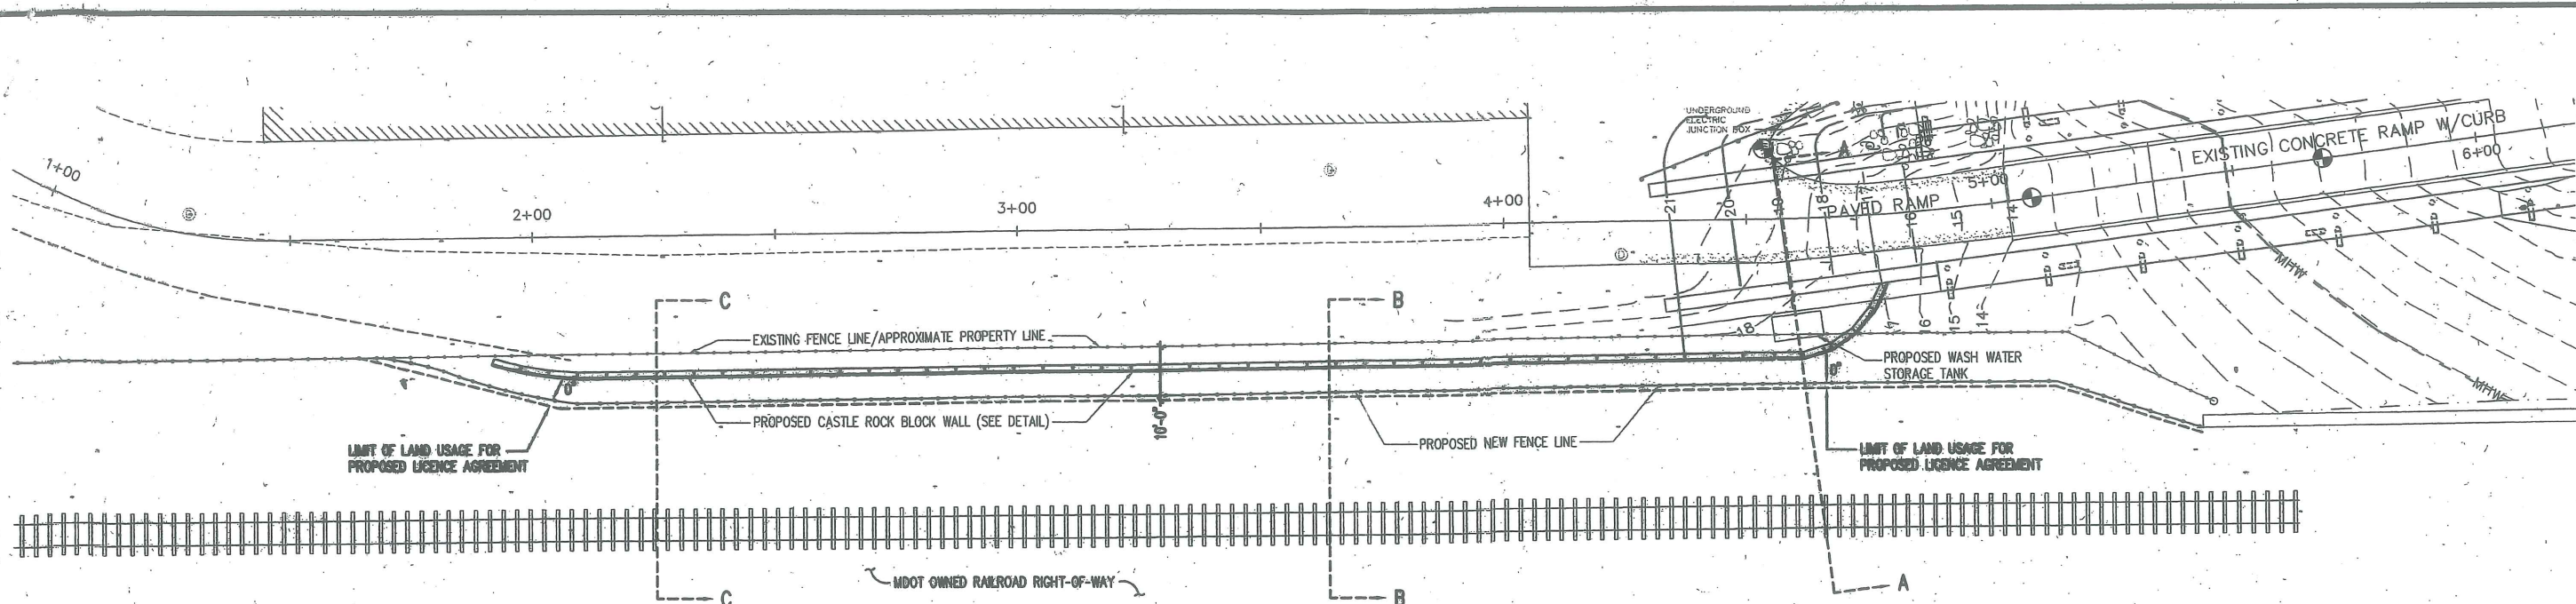 UNDERGROUND
ELECTRIC
JUNCTION BOX
A
EXISTING CONCRETE RAMP W/CURB
6+00
1+00
2+00
3+00
4+00
5+00
PAVED RAMP
21
20
19
18
17
16
15
14
MHW
C
B
EXISTING FENCE LINE/APPROXIMATE PROPERTY LINE
18
17
16
15
14
PROPOSED WASH WATER
STORAGE TANK
0"
0"
MHW
PROPOSED CASTLE ROCK BLOCK WALL (SEE DETAIL)
10'-0"
PROPOSED NEW FENCE LINE
LIMIT OF LAND USAGE FOR
PROPOSED LICENCE AGREEMENT
LIMIT OF LAND USAGE FOR
PROPOSED LICENCE AGREEMENT
MDOT OWNED RAILROAD RIGHT-OF-WAY
C
B
A